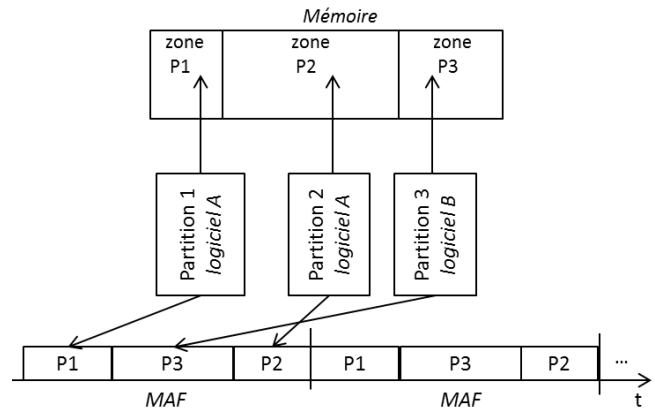 Mémoire
zone P1
zone P2
zone P3
Partition 1 logiciel A
Partition 2 logiciel A
Partition 3 logiciel B
P1 P3 P2 P1 P3 P2 ...
MAF MAF t